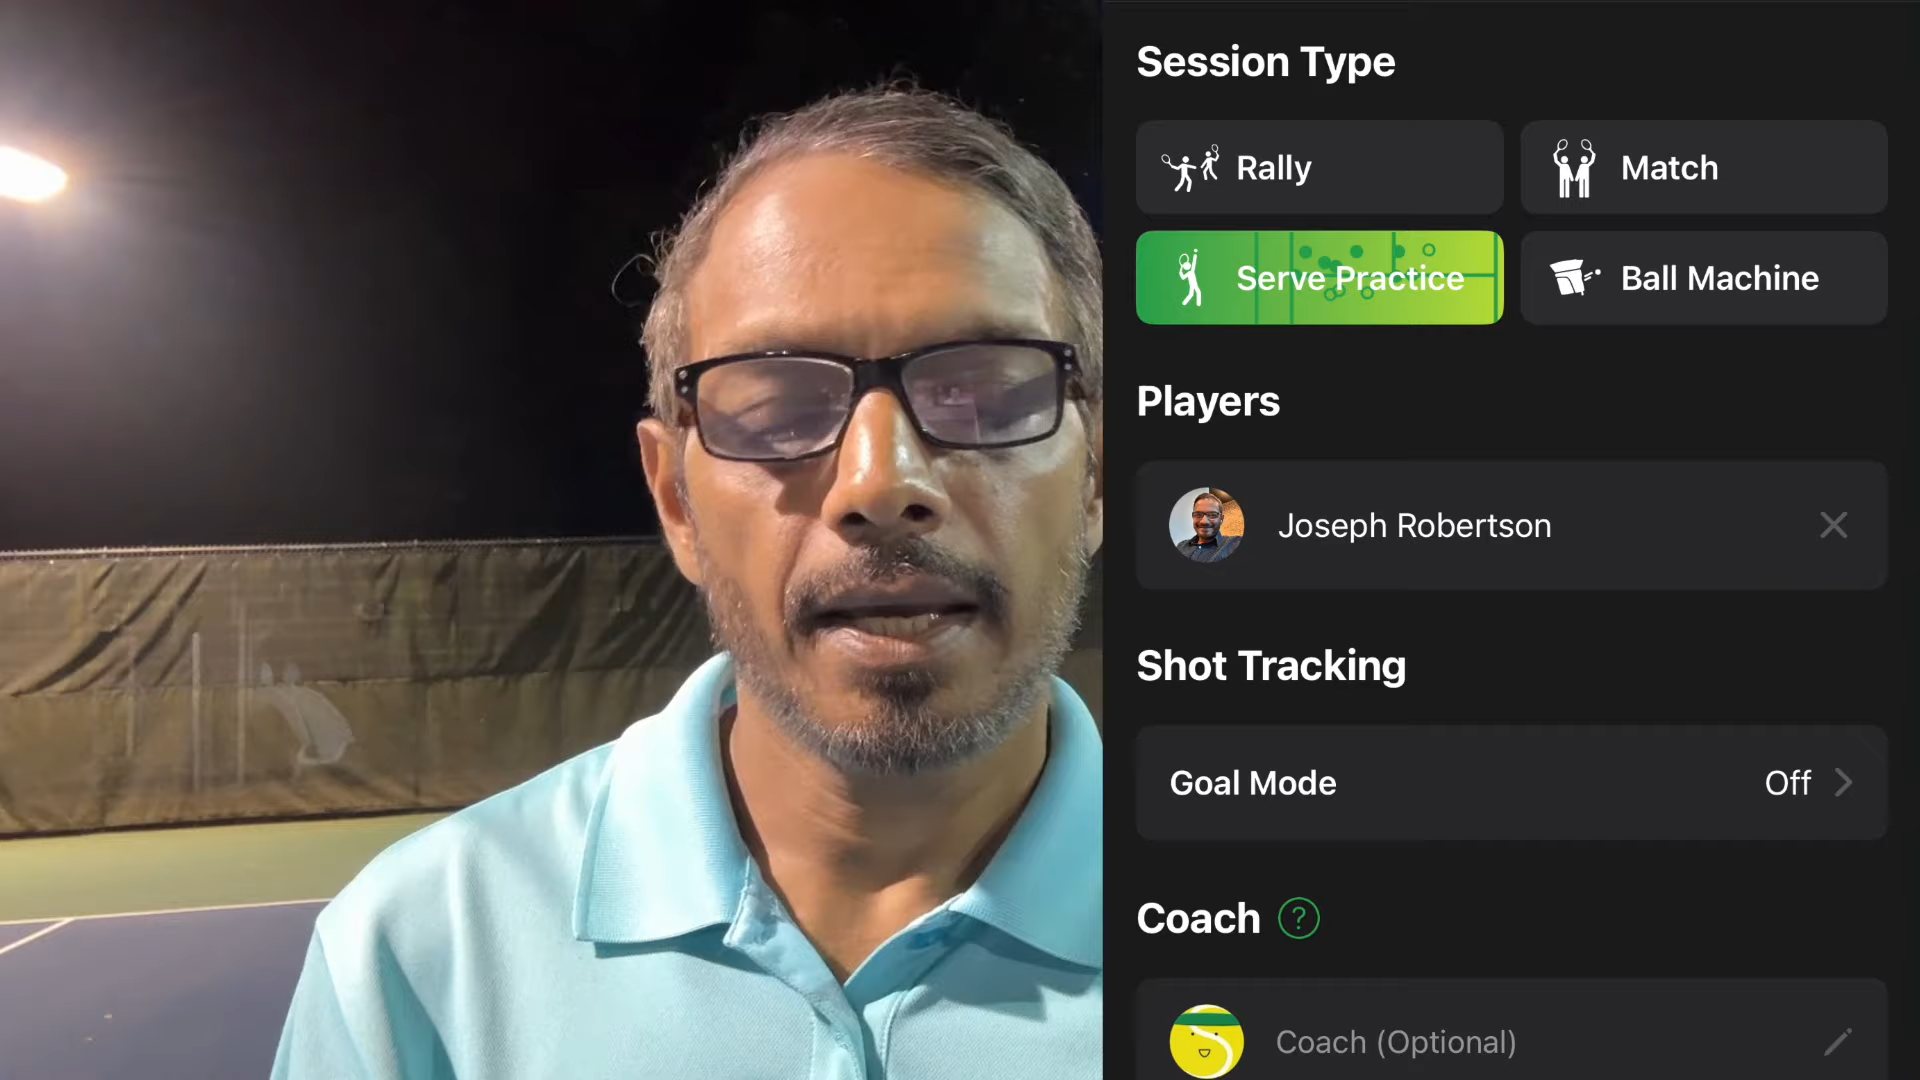 Session Type
Rally
Match
Serve Practice
Ball Machine
Players
Joseph Robertson
Shot Tracking
Goal Mode
Off
Coach ?
Coach (Optional)